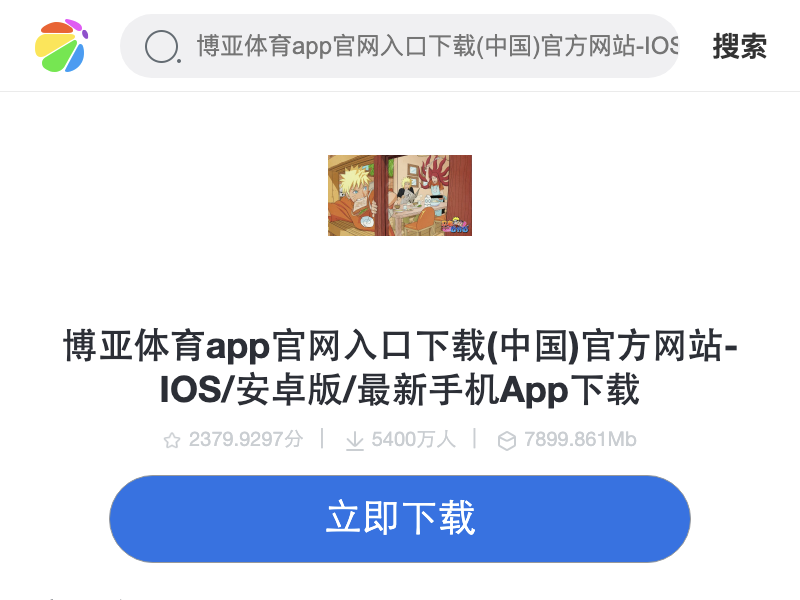 博亚体育app官网入口下载(中国)官方网站-IOS
搜索
博亚体育app官网入口下载(中国)官方网站-
IOS/安卓版/最新手机App下载
2379.9297分
5400万人
7899.861Mb
立即下载